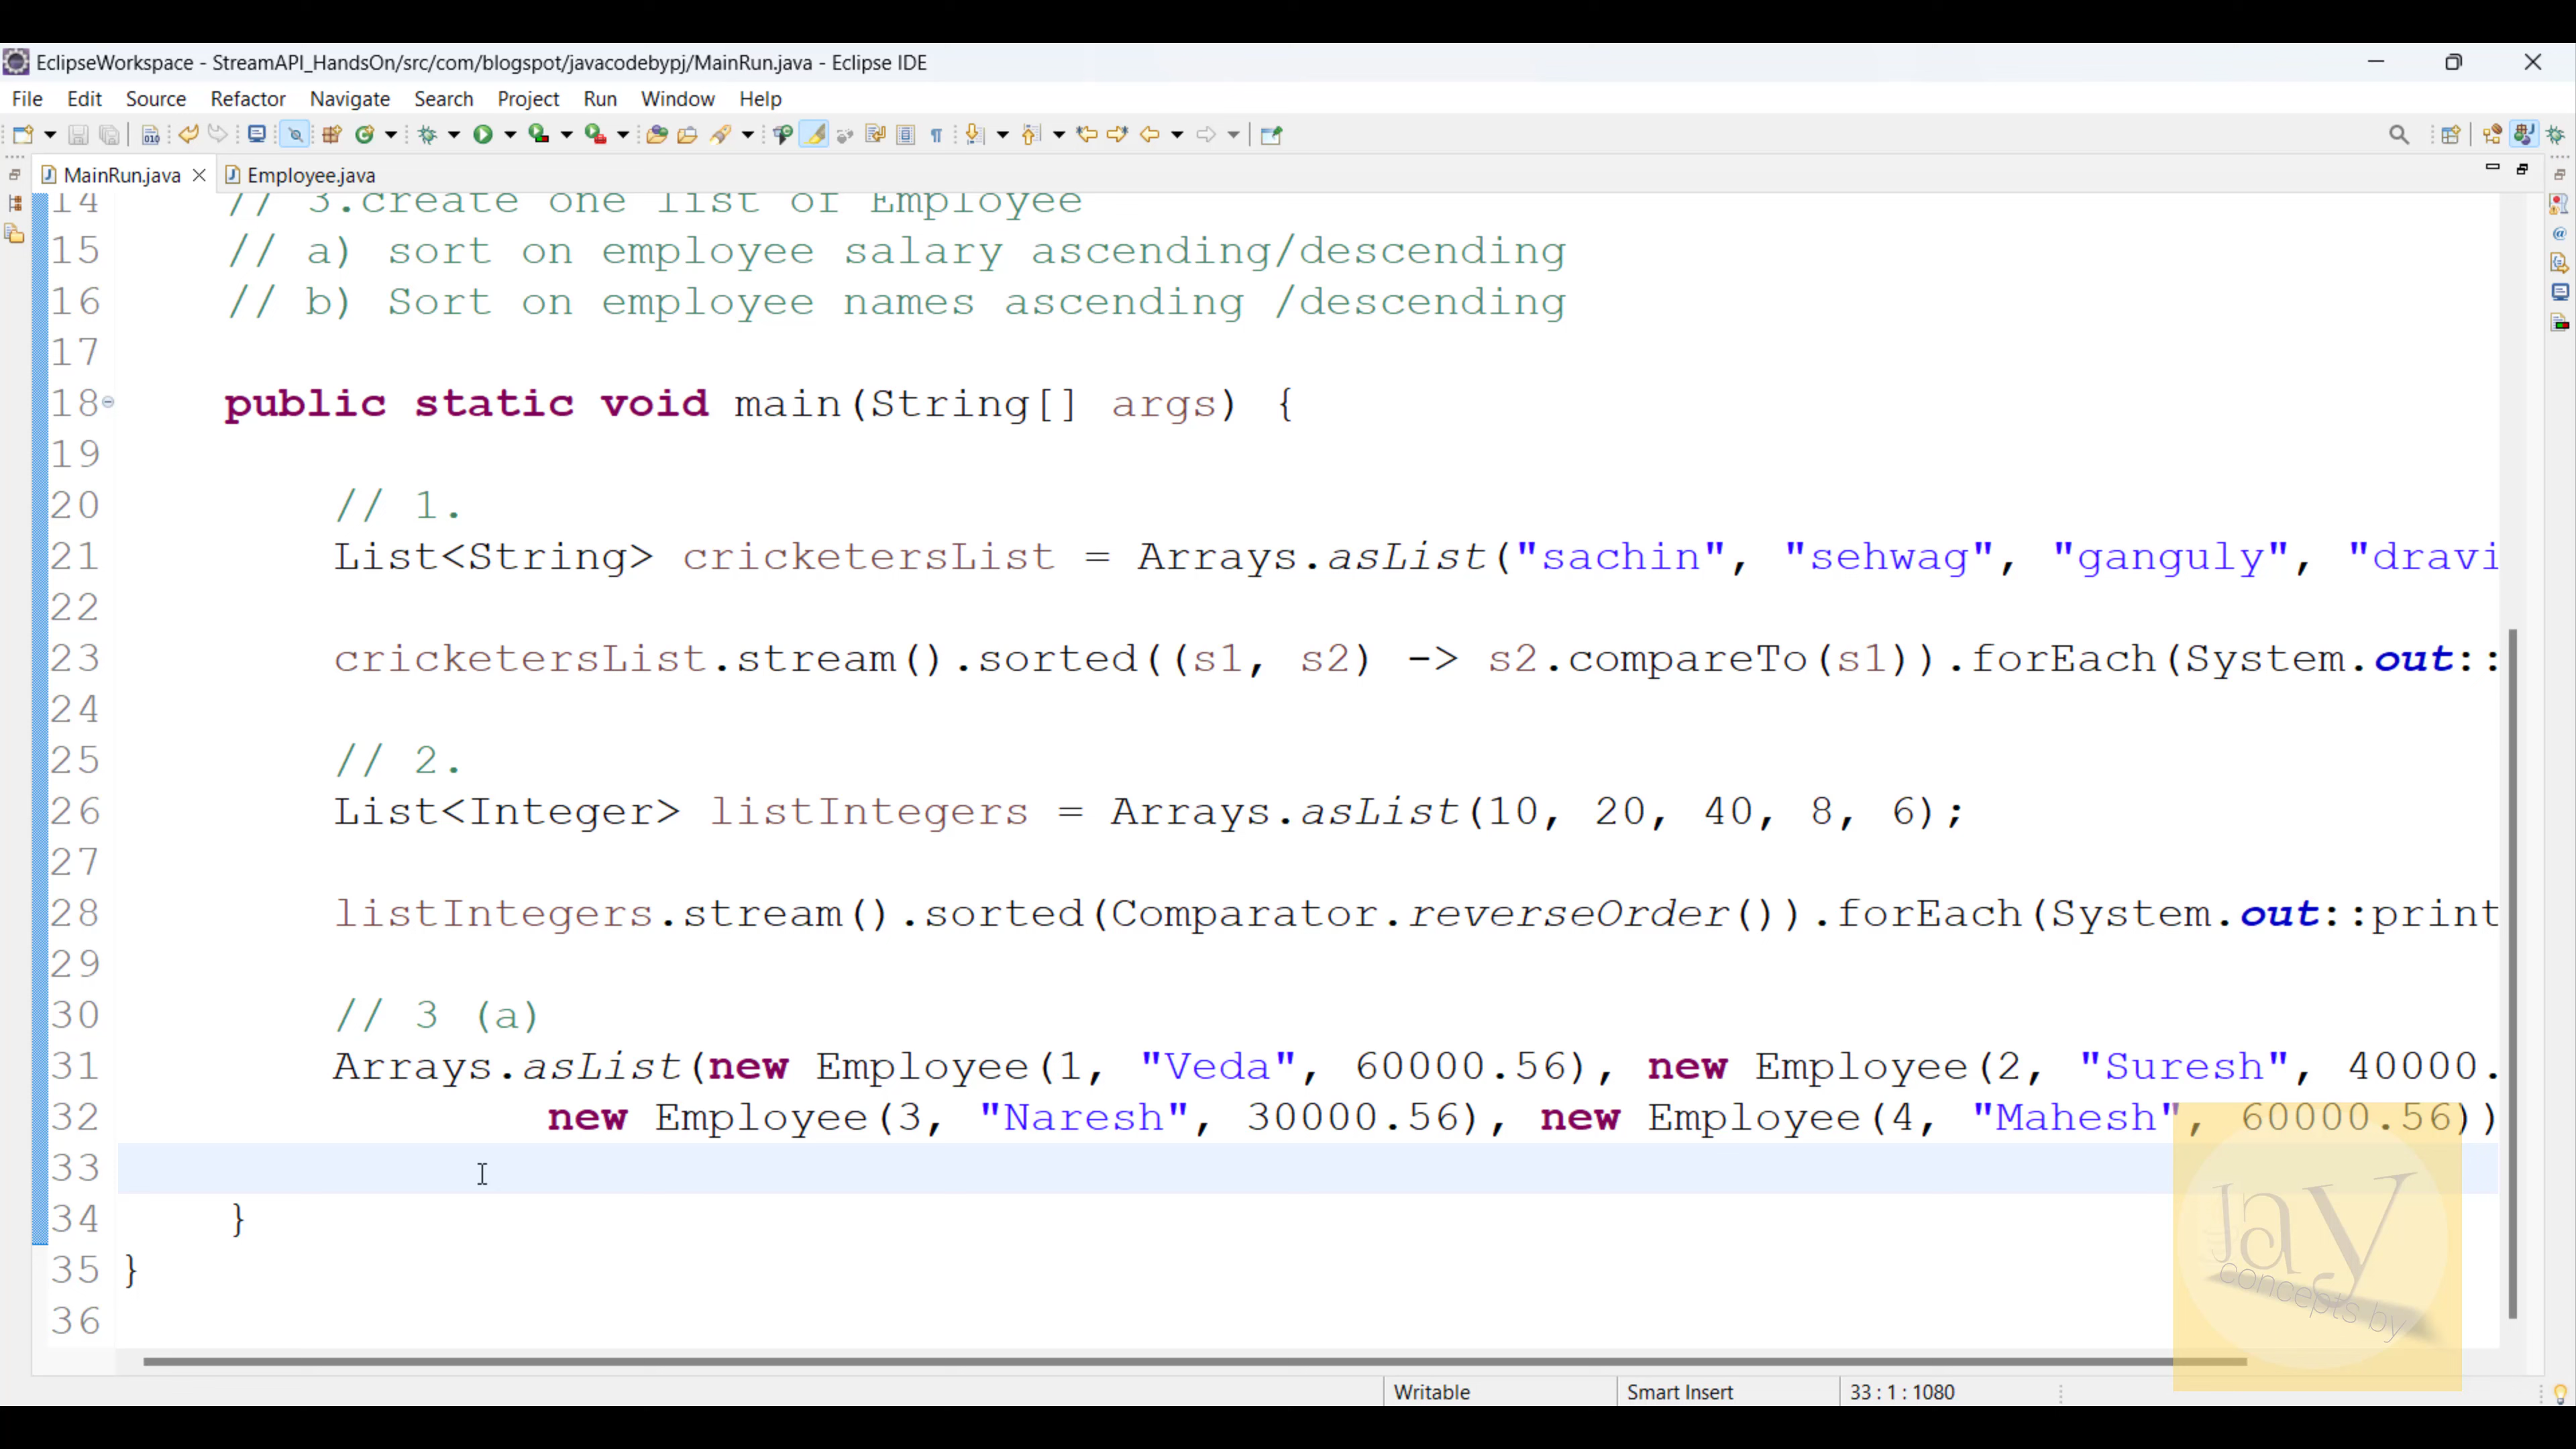 EclipseWorkspace - StreamAPI_HandsOn/src/com/blogspot/javacodebypj/MainRun.java - Eclipse IDE
File Edit Source Refactor Navigate Search Project Run Window Help
MainRun.java Employee.java
14 // 3.create one list of Employee
15 // a) sort on employee salary ascending/descending
16 // b) Sort on employee names ascending /descending
17
18 public static void main(String[] args) {
19
20 // 1.
21 List<String> cricketersList = Arrays.asList("sachin", "sehwag", "ganguly", "dravi
22
23 cricketersList.stream().sorted((s1, s2) -> s2.compareTo(s1)).forEach(System.out::
24
25 // 2.
26 List<Integer> listIntegers = Arrays.asList(10, 20, 40, 8, 6);
27
28 listIntegers.stream().sorted(Comparator.reverseOrder()).forEach(System.out::print
29
30 // 3 (a)
31 Arrays.asList(new Employee(1, "Veda", 60000.56), new Employee(2, "Suresh", 40000.
32 new Employee(3, "Naresh", 30000.56), new Employee(4, "Mahesh", 60000.56))
33
34 }
35 }
36
Jay
concepts by
Writable Smart Insert 33 : 1 : 1080